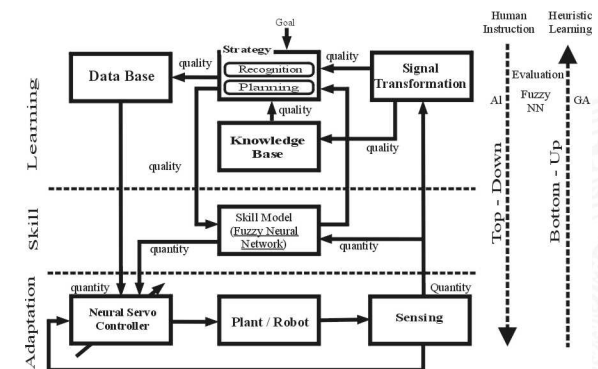 Goal
Human
Instruction
Heuristic
Learning
Strategy
quality
Recognition
Planning
quality
Data Base
Signal
Transformation
Evaluation
Fuzzy
NN
AI
GA
quality
Knowledge
Base
quality
quality
Learning
Top - Down
Bottom - Up
Skill
Skill Model
(Fuzzy Neural
Network)
quantity
quantity
Adaptation
quantity
Quantity
Neural Servo
Controller
Plant / Robot
Sensing